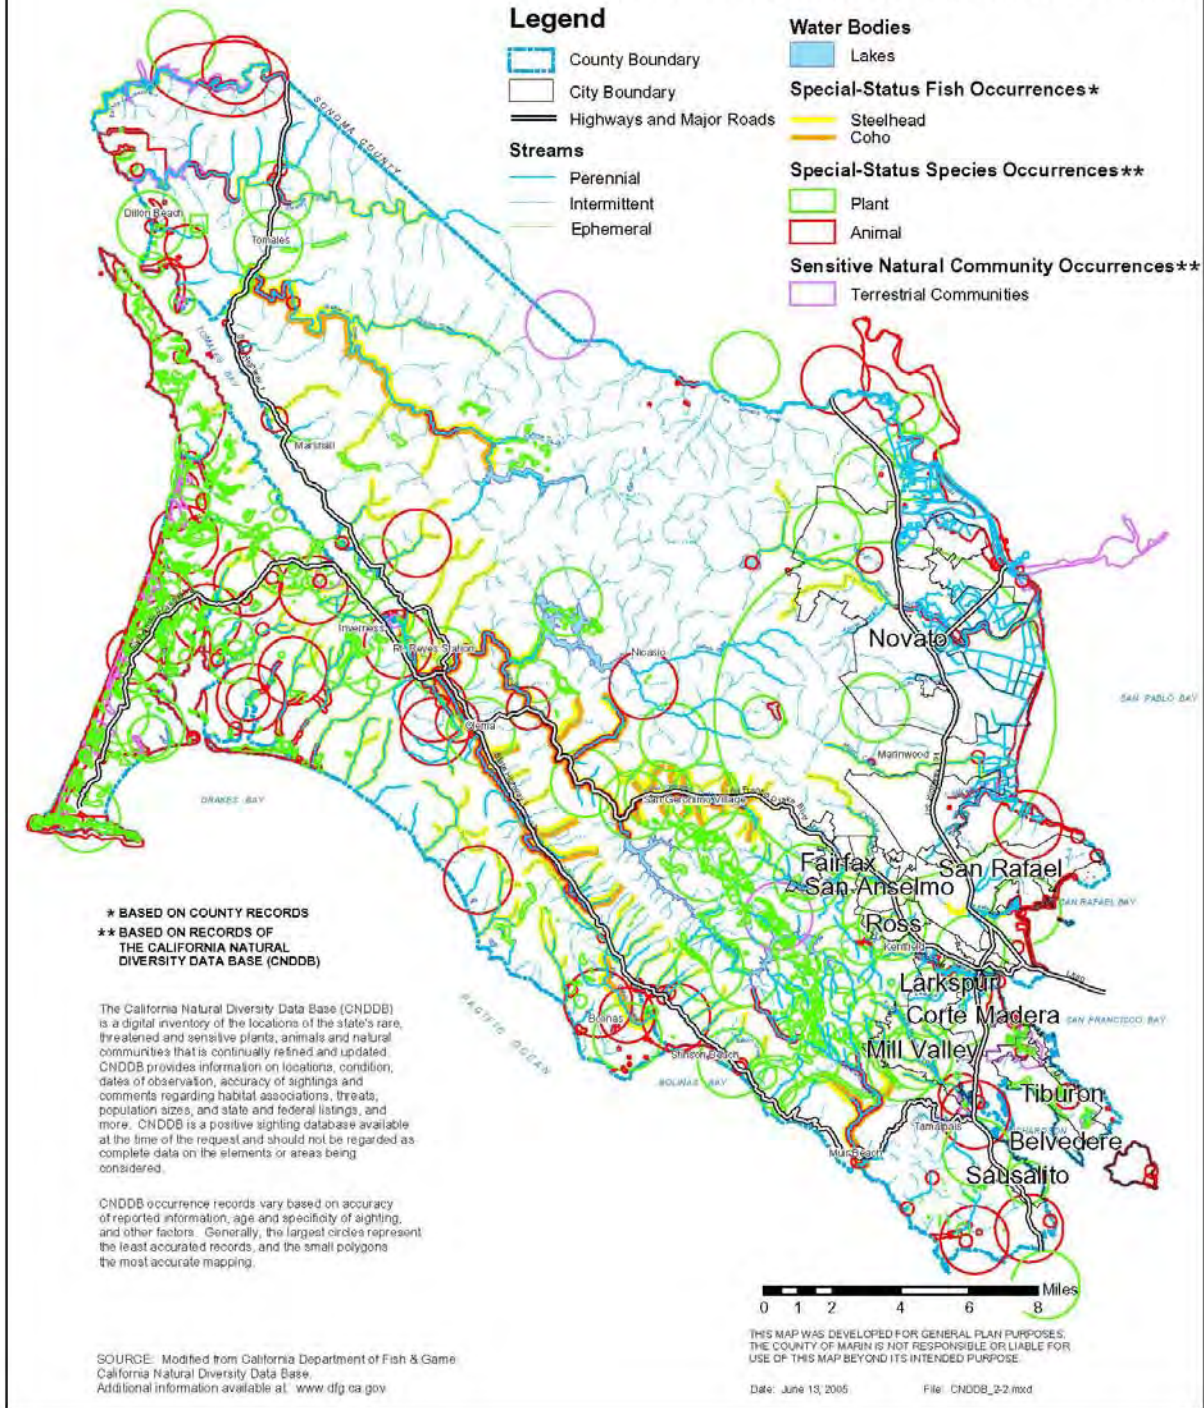 Legend
County Boundary
City Boundary
Highways and Major Roads
Streams
Perennial
Intermittent
Ephemeral
Water Bodies
Lakes
Special-Status Fish Occurrences*
Steelhead
Coho
Special-Status Species Occurrences**
Plant
Animal
Sensitive Natural Community Occurrences**
Terrestrial Communities
SONOMA COUNTY
Dillon Beach
Tomales
TOMALES BAY
Marshall
Inverness
Pt. Reyes Station
Nicasio
Olema
Novato
SAN PABLO BAY
Marinwood
DRAKES BAY
San Geronimo Village
Fairfax
San Anselmo
San Rafael
SAN RAFAEL BAY
Ross
Kentfield
Larkspur
Corte Madera
SAN FRANCISCO BAY
Mill Valley
PACIFIC OCEAN
Bolinas
Stinson Beach
BOLINAS BAY
Tiburon
Tamalpais
Belvedere
Muir Beach
Sausalito
* BASED ON COUNTY RECORDS
** BASED ON RECORDS OF
THE CALIFORNIA NATURAL
DIVERSITY DATA BASE (CNDDB)
The California Natural Diversity Data Base (CNDDB)
is a digital inventory of the locations of the state's rare,
threatened and sensitive plants, animals and natural
communities that is continually refined and updated.
CNDDB provides information on locations, condition,
dates of observation, accuracy of sightings and
comments regarding habitat associations, threats,
population sizes, and state and federal listings, and
more. CNDDB is a positive sighting database available
at the time of the request and should not be regarded as
complete data on the elements or areas being
considered.
CNDDB occurrence records vary based on accuracy
of reported information, age and specificity of sighting,
and other factors. Generally, the largest circles represent
the least accurated records, and the small polygons
the most accurate mapping.
Miles
0 1 2 4 6 8
THIS MAP WAS DEVELOPED FOR GENERAL PLAN PURPOSES.
THE COUNTY OF MARIN IS NOT RESPONSIBLE OR LIABLE FOR
USE OF THIS MAP BEYOND ITS INTENDED PURPOSE.
SOURCE: Modified from California Department of Fish & Game
California Natural Diversity Data Base.
Additional information available at: www.dfg.ca.gov
Date: June 13, 2005 File: CNDDB_2-2.mxd